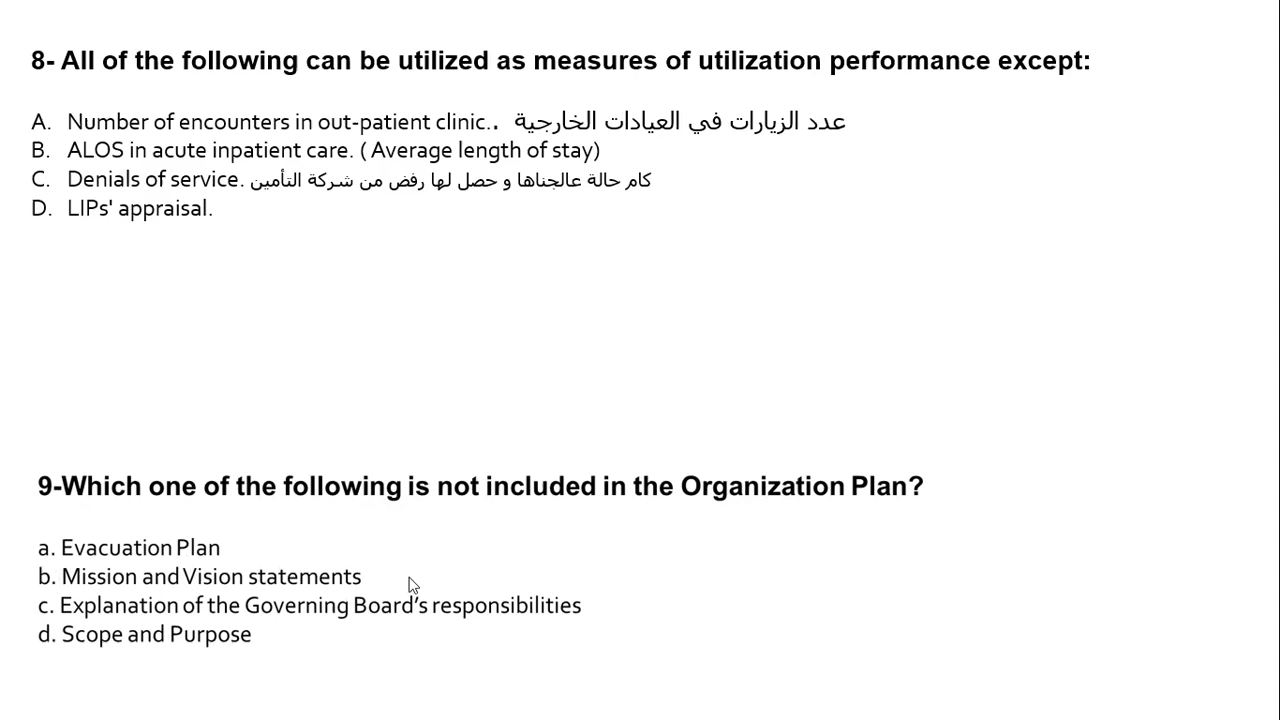 8- All of the following can be utilized as measures of utilization performance except:
A. Number of encounters in out-patient clinic.. عدد الزيارات في العيادات الخارجية
B. ALOS in acute inpatient care. ( Average length of stay)
C. Denials of service. كام حالة عالجناها و حصل لها رفض من شركة التأمين
D. LIPs' appraisal.
9-Which one of the following is not included in the Organization Plan?
a. Evacuation Plan
b. Mission and Vision statements
c. Explanation of the Governing Board’s responsibilities
d. Scope and Purpose